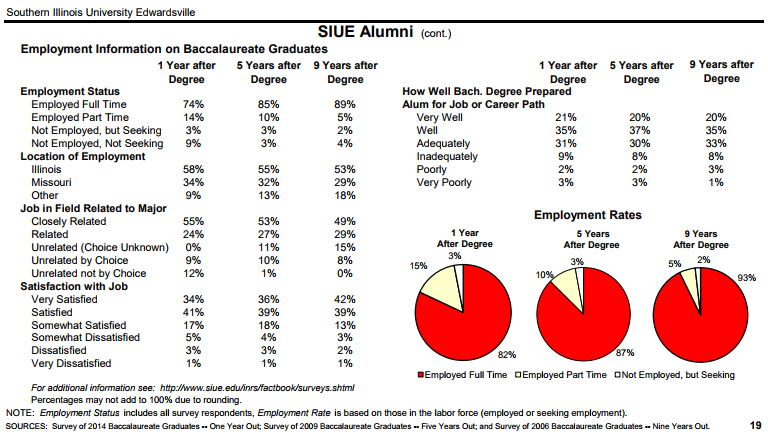 Southern Illinois University Edwardsville
SIUE Alumni (cont.)
Employment Information on Baccalaureate Graduates
1 Year after 5 Years after 9 Years after
Degree Degree Degree
Employment Status
Employed Full Time 74% 85% 89%
Employed Part Time 14% 10% 5%
Not Employed, but Seeking 3% 3% 2%
Not Employed, Not Seeking 9% 3% 4%
Location of Employment
Illinois 58% 55% 53%
Missouri 34% 32% 29%
Other 9% 13% 18%
Job in Field Related to Major
Closely Related 55% 53% 49%
Related 24% 27% 29%
Unrelated (Choice Unknown) 0% 11% 15%
Unrelated by Choice 9% 10% 8%
Unrelated not by Choice 12% 1% 0%
Satisfaction with Job
Very Satisfied 34% 36% 42%
Satisfied 41% 39% 39%
Somewhat Satisfied 17% 18% 13%
Somewhat Dissatisfied 5% 4% 3%
Dissatisfied 3% 3% 2%
Very Dissatisfied 1% 1% 1%
1 Year after 5 Years after 9 Years after
Degree Degree Degree
How Well Bach. Degree Prepared
Alum for Job or Career Path
Very Well 21% 20% 20%
Well 35% 37% 35%
Adequately 31% 30% 33%
Inadequately 9% 8% 8%
Poorly 2% 2% 3%
Very Poorly 3% 3% 1%
Employment Rates
1 Year
After Degree
3%
15%
82%
5 Years
After Degree
3%
10%
87%
9 Years
After Degree
2%
5%
93%
Employed Full Time Employed Part Time Not Employed, but Seeking
For additional information see: http://www.siue.edu/inrs/factbook/surveys.shtml
Percentages may not add to 100% due to rounding.
NOTE: Employment Status includes all survey respondents, Employment Rate is based on those in the labor force (employed or seeking employment).
SOURCES: Survey of 2014 Baccalaureate Graduates -- One Year Out; Survey of 2009 Baccalaureate Graduates -- Five Years Out; and Survey of 2006 Baccalaureate Graduates -- Nine Years Out. 19